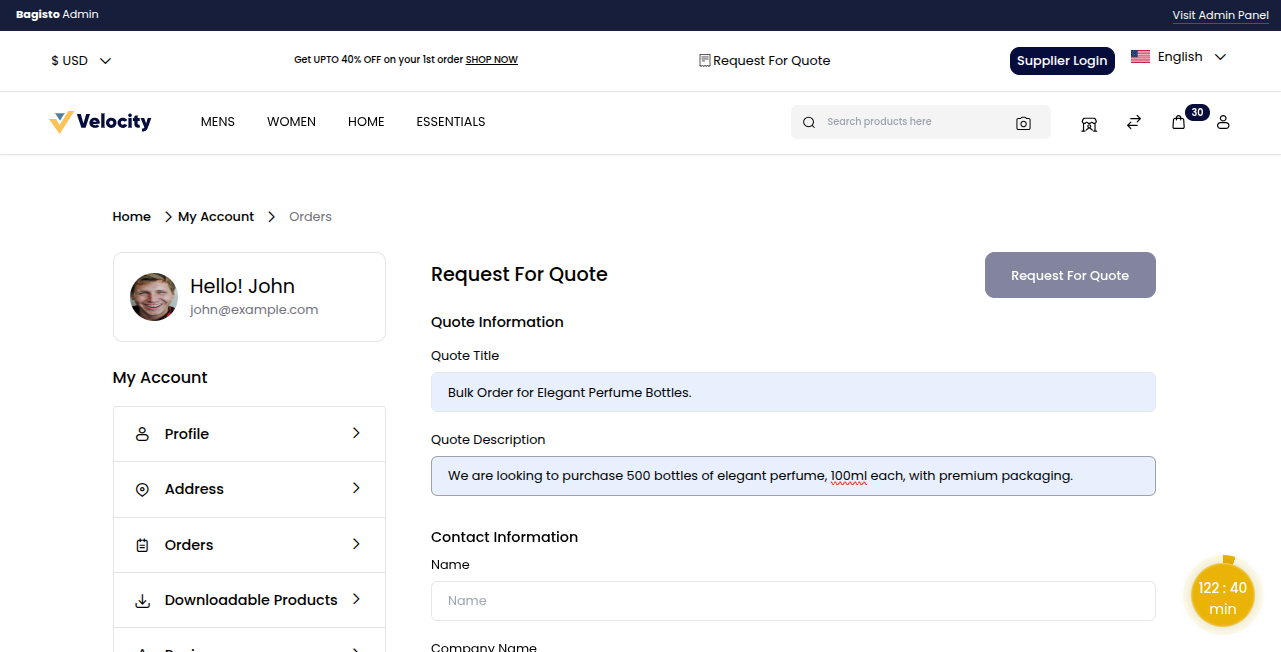 Bagisto Admin
Visit Admin Panel
$ USD
Get UPTO 40% OFF on your 1st order SHOP NOW
Request For Quote
Supplier Login
English
Velocity
MENS
WOMEN
HOME
ESSENTIALS
Search products here
30
Home
My Account
Orders
Hello! John
john@example.com
My Account
Profile
Address
Orders
Downloadable Products
Request For Quote
Request For Quote
Quote Information
Quote Title
Bulk Order for Elegant Perfume Bottles.
Quote Description
We are looking to purchase 500 bottles of elegant perfume, 100ml each, with premium packaging.
Contact Information
Name
Name
Company Name
122 : 40
min